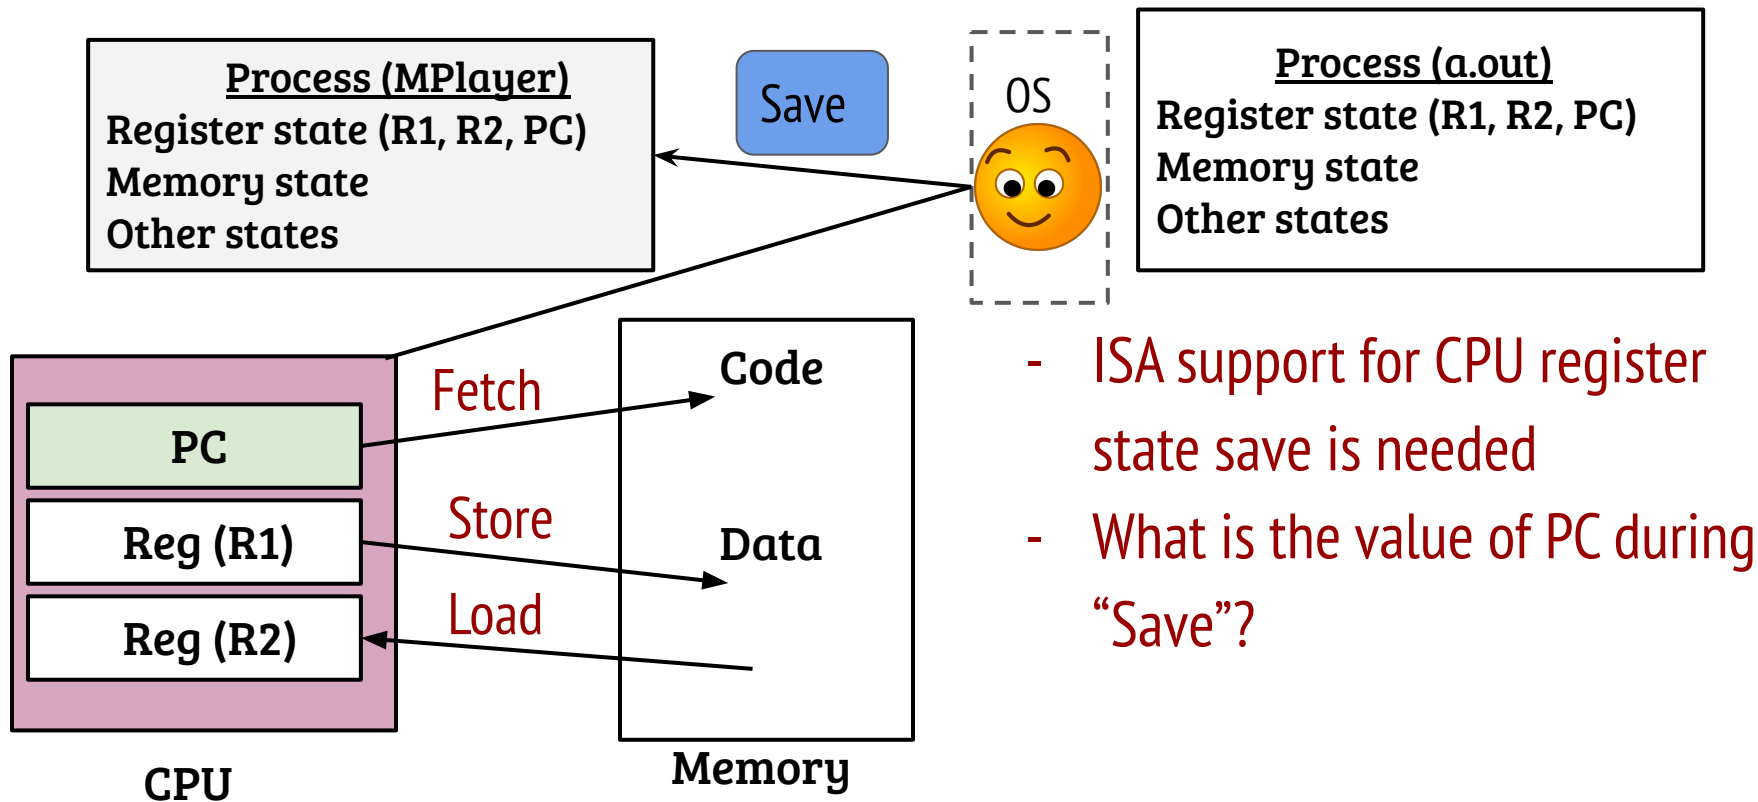 Process (MPlayer)
Register state (R1, R2, PC)
Memory state
Other states
Save
OS
Process (a.out)
Register state (R1, R2, PC)
Memory state
Other states
PC
Reg (R1)
Reg (R2)
CPU
Fetch
Store
Load
Code
Data
Memory
- ISA support for CPU register
state save is needed
- What is the value of PC during
“Save”?